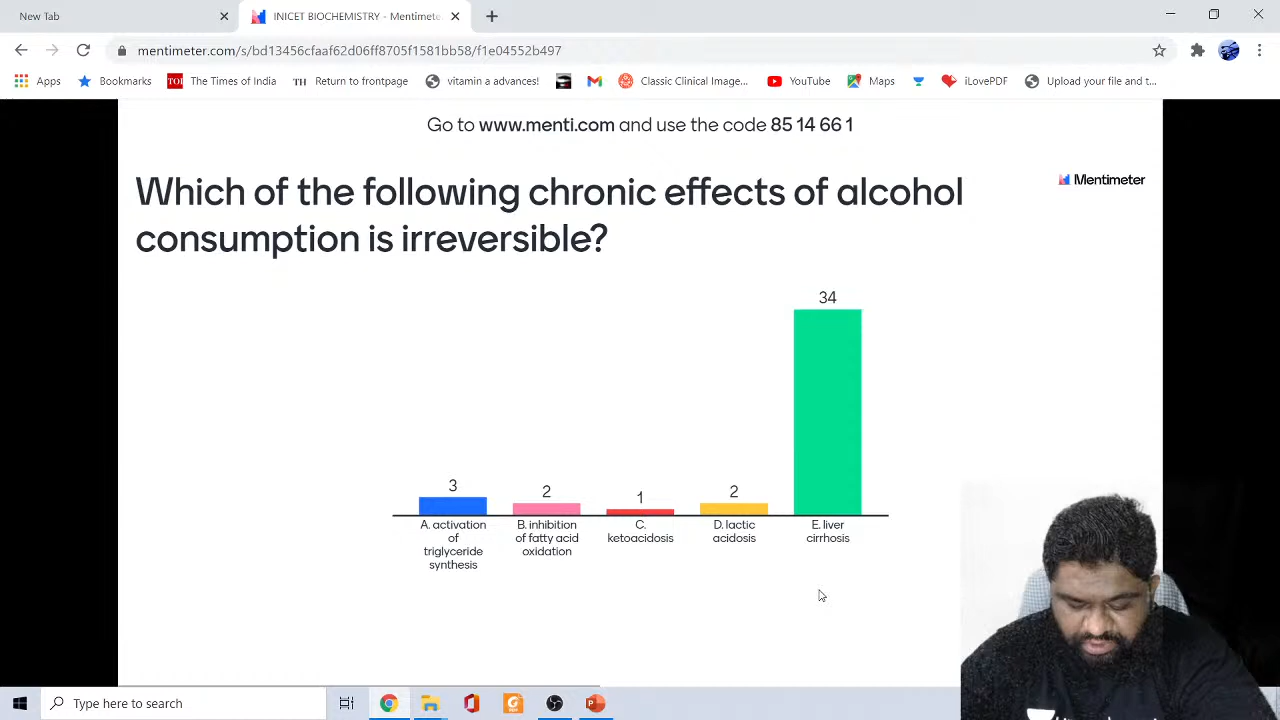 New Tab
INICET BIOCHEMISTRY - Mentimete
mentimeter.com/s/bd13456cfaaf62d06ff8705f1581bb58/f1e04552b497
Apps
Bookmarks
TOI
The Times of India
TH
Return to frontpage
vitamin a advances!
Classic Clinical Image...
YouTube
Maps
iLovePDF
Upload your file and t...
Go to www.menti.com and use the code 85 14 66 1
Mentimeter
Which of the following chronic effects of alcohol
consumption is irreversible?
34
3
2
1
2
A. activation
of
triglyceride
synthesis
B. inhibition
of fatty acid
oxidation
C.
ketoacidosis
D. lactic
acidosis
E. liver
cirrhosis
Type here to search